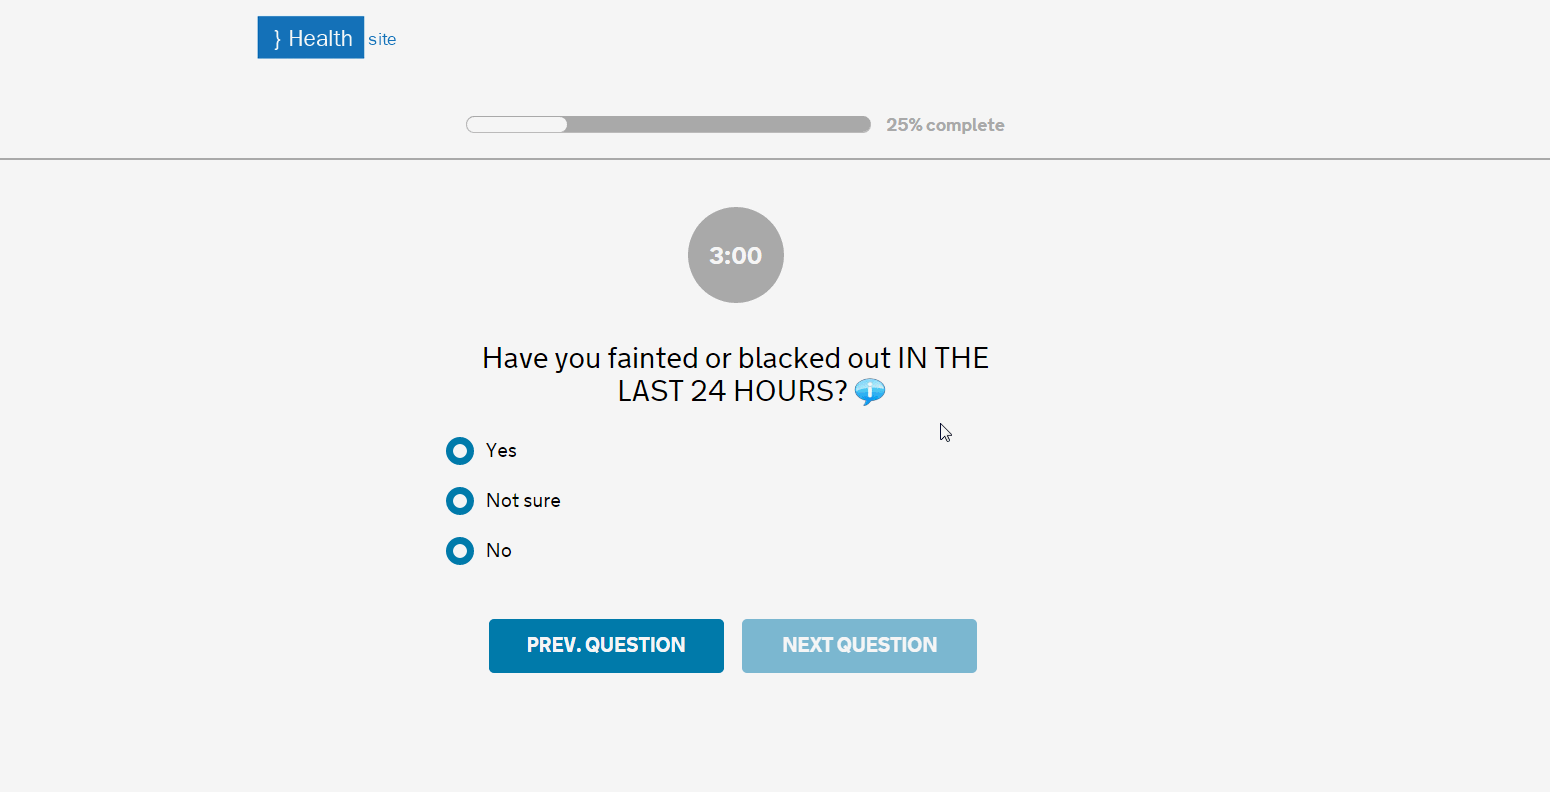 } Health site
25% complete
3:00
Have you fainted or blacked out IN THE
LAST 24 HOURS? i
Yes
Not sure
No
PREV. QUESTION NEXT QUESTION